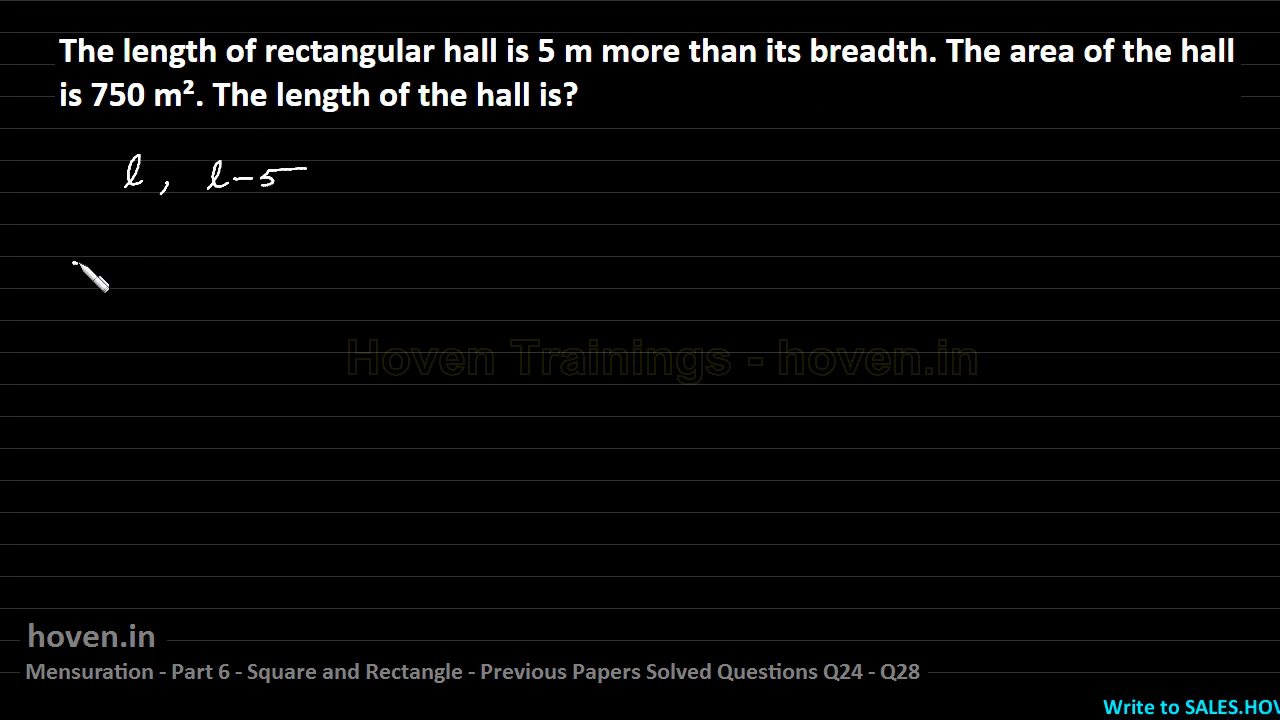 The length of rectangular hall is 5 m more than its breadth. The area of the hall
is 750 m². The length of the hall is?
l, l-5
Hoven Trainings - hoven.in
hoven.in
Mensuration - Part 6 - Square and Rectangle - Previous Papers Solved Questions Q24 - Q28
Write to SALES.HOV